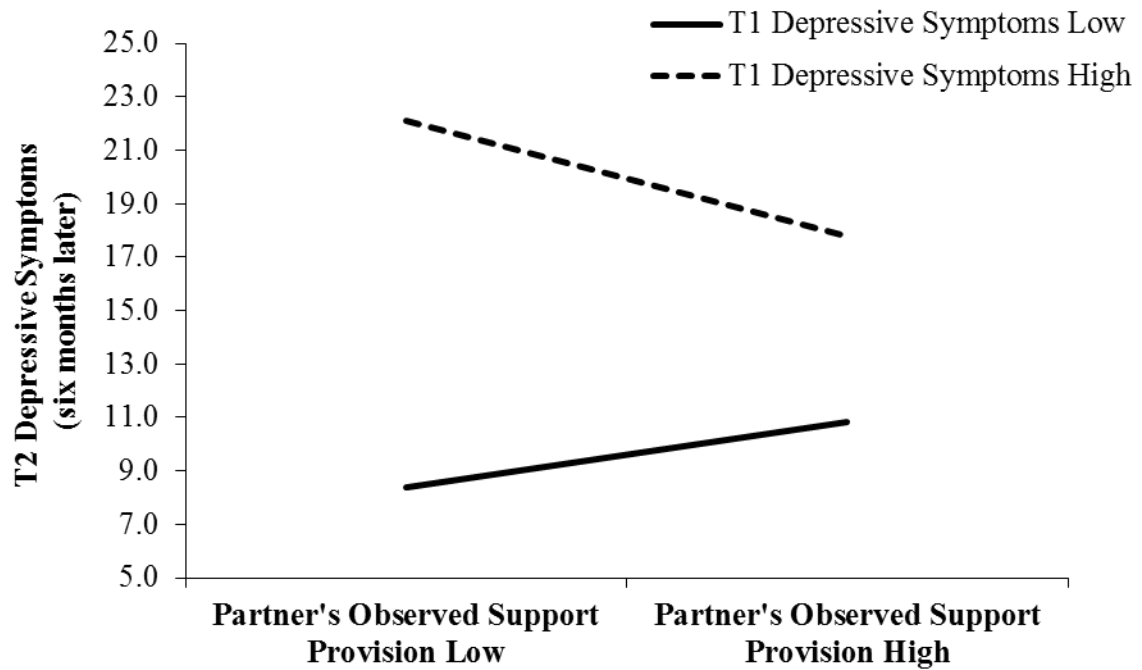 T1 Depressive Symptoms Low
T1 Depressive Symptoms High
T2 Depressive Symptoms
(six months later)
25.0
23.0
21.0
19.0
17.0
15.0
13.0
11.0
9.0
7.0
5.0
Partner's Observed Support
Provision Low
Partner's Observed Support
Provision High